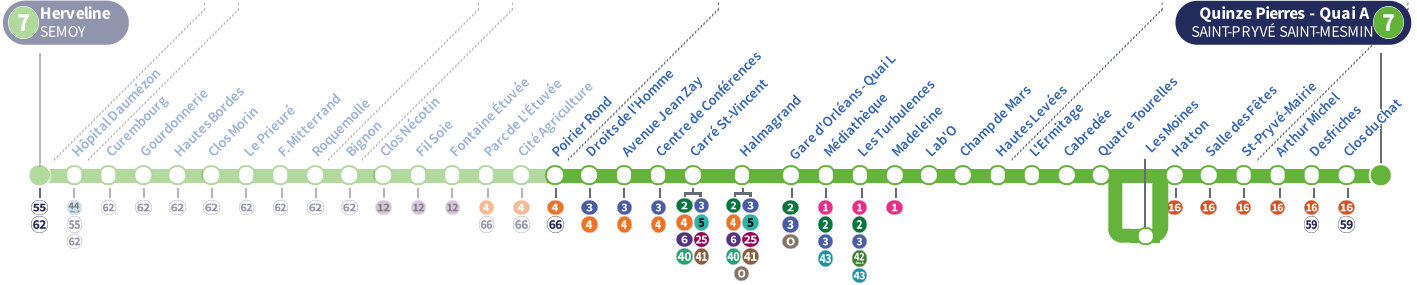 7 Herveline
SEMOY
Quinze Pierres - Quai A
SAINT-PRYVÉ SAINT-MESMIN 7
Hôpital Daumézon
Curembourg
Gourdonnerie
Hautes Bordes
Clos Morin
Le Prieuré
F. Mitterrand
Roquemolle
Bignon
Clos Nécotin
Fil Soie
Fontaine Étuvée
Parc de L'Étuvée
Cité Agriculture
Poirier Rond
Droits de l'Homme
Avenue Jean Zay
Centre de Conférences
Carré St-Vincent
Halmagrand
Gare d'Orléans - Quai L
Médiathèque
Les Turbulences
Madeleine
Lab'O
Champ de Mars
Hautes Levées
L'Ermitage
Cabredée
Quatre Tourelles
Les Moines
Hatton
Salle des Fêtes
St-Pryvé-Mairie
Arthur Michel
Desfriches
Clos du Chat
55 44 62 62 62 62 62 62 62 62 12 12 12 4 4 4 3 3 3 2 3 2 3 2 1 1 1 16 16 16 16 16 16
62 55 66 66 66 4 4 4 4 5 4 5 3 2 2 59 59
62 6 25 6 25 O 3 3
40 41 40 41 43 42
O 43